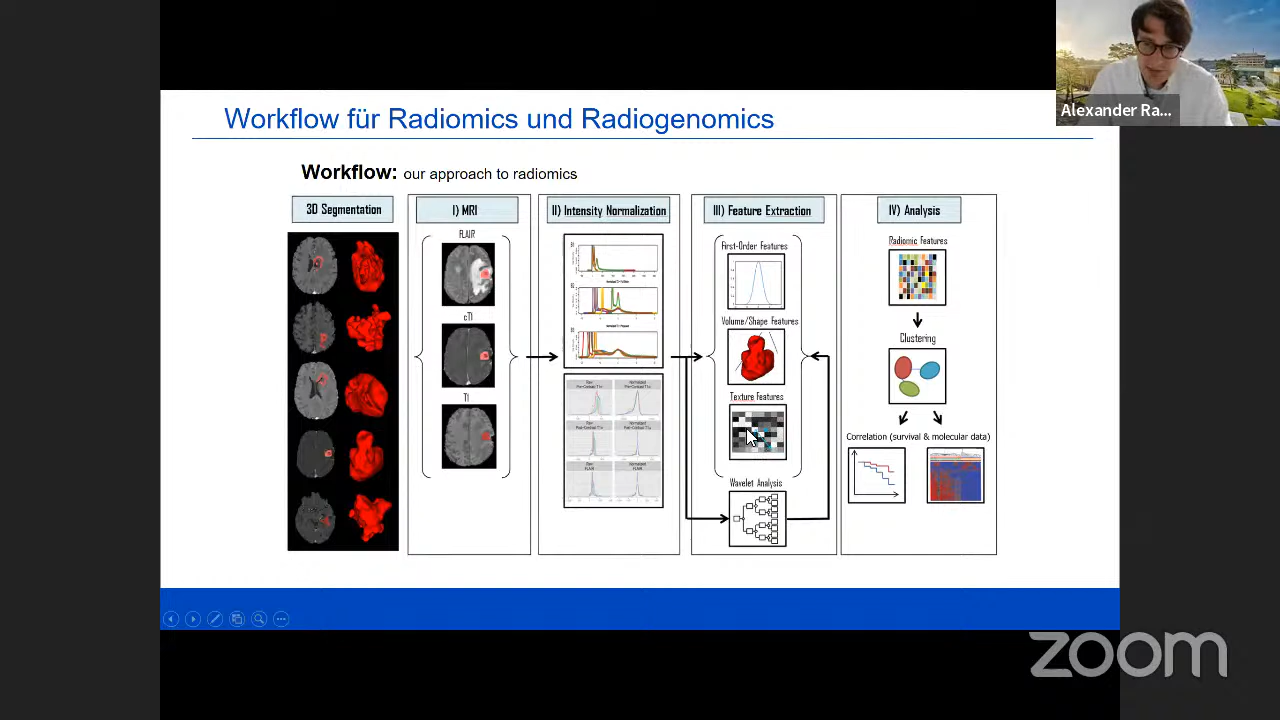 Workflow für Radiomics und Radiogenomics
Alexander Ra...
Workflow: our approach to radiomics
3D Segmentation
I) MRI
FLAIR
cT1
T1
II) Intensity Normalization
III) Feature Extraction
First-Order Features
Volume/Shape Features
Texture Features
Wavelet Analysis
IV) Analysis
Radiomic Features
Clustering
Correlation (survival & molecular data)
zoom